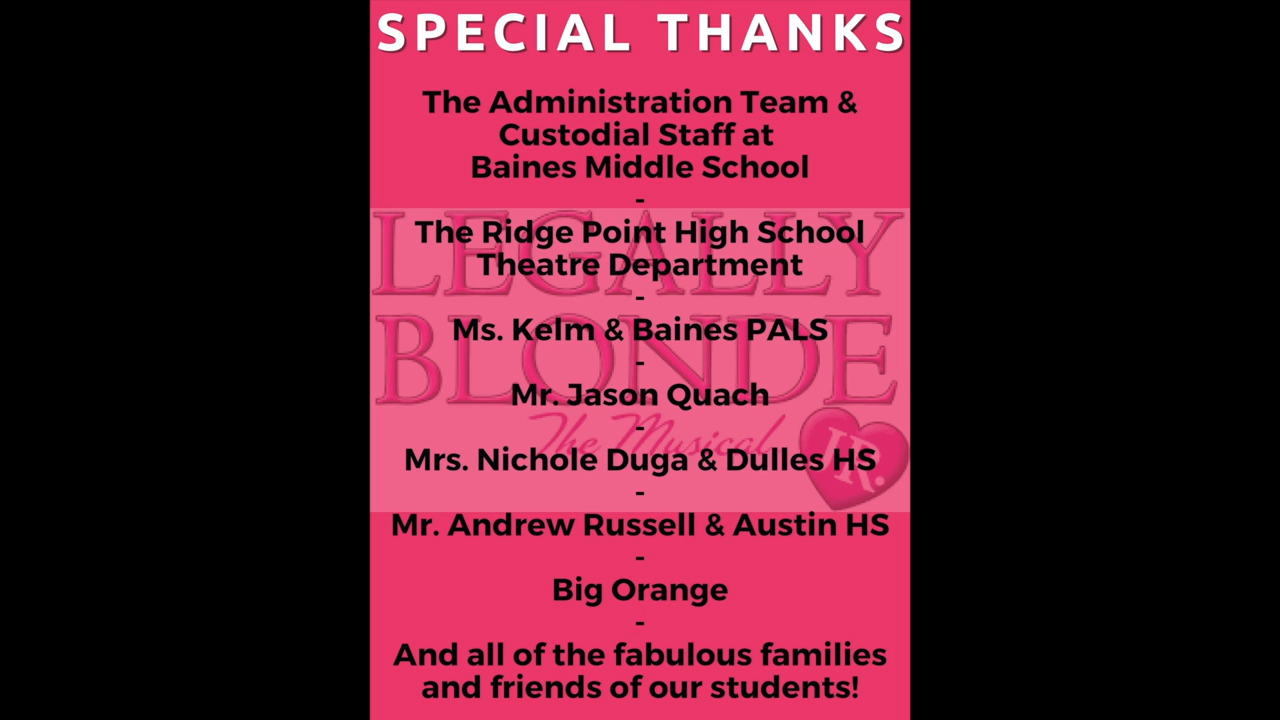 SPECIAL THANKS
The Administration Team &
Custodial Staff at
Baines Middle School
-
The Ridge Point High School
Theatre Department
-
Ms. Kelm & Baines PALS
-
Mr. Jason Quach
-
Mrs. Nichole Duga & Dulles HS
-
Mr. Andrew Russell & Austin HS
-
Big Orange
-
And all of the fabulous families
and friends of our students!
LEGALLY
BLONDE
The Musical
JR.